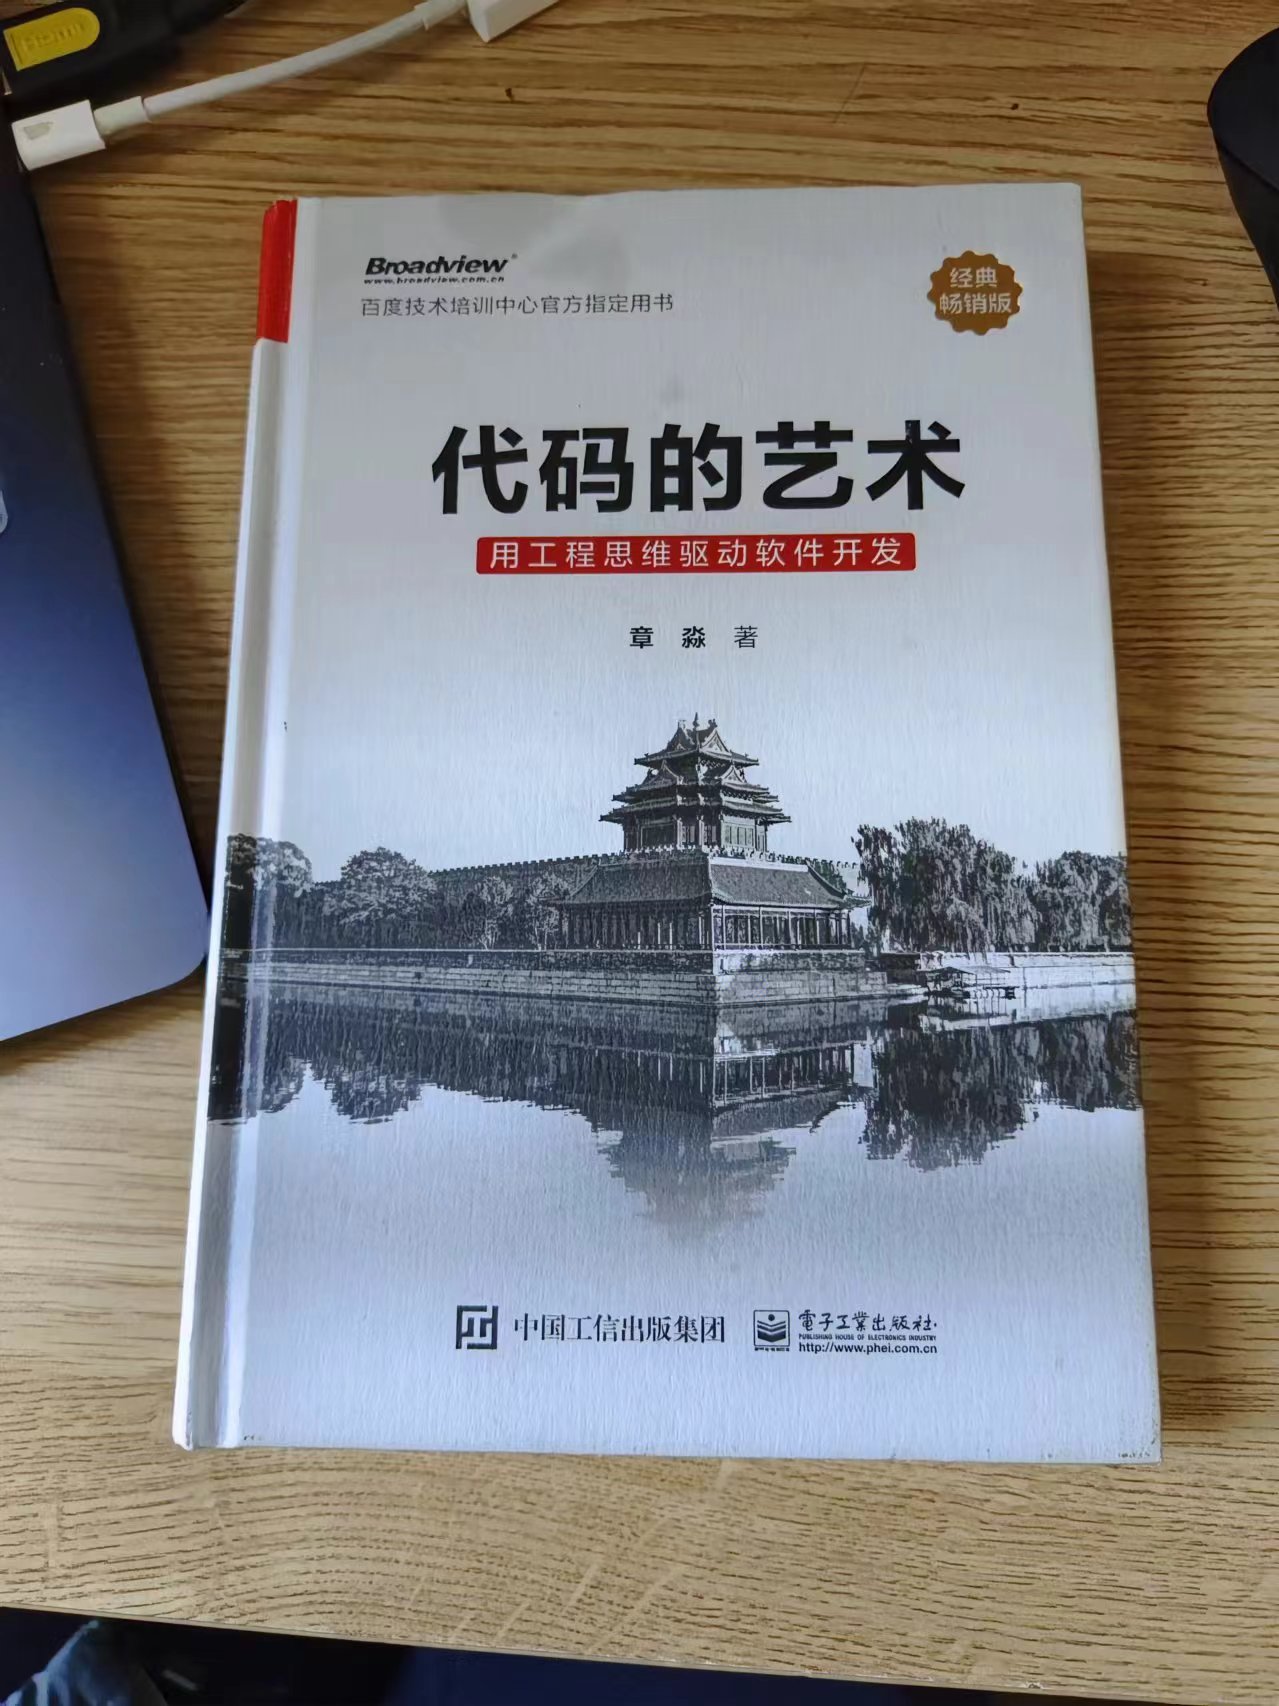 Broadview®
www.broadview.com.cn
百度技术培训中心官方指定用书
经典
畅销版
代码的艺术
用工程思维驱动软件开发
章 淼 著
中国工信出版集团
電子工業出版社·
PUBLISHING HOUSE OF ELECTRONICS INDUSTRY
http://www.phei.com.cn